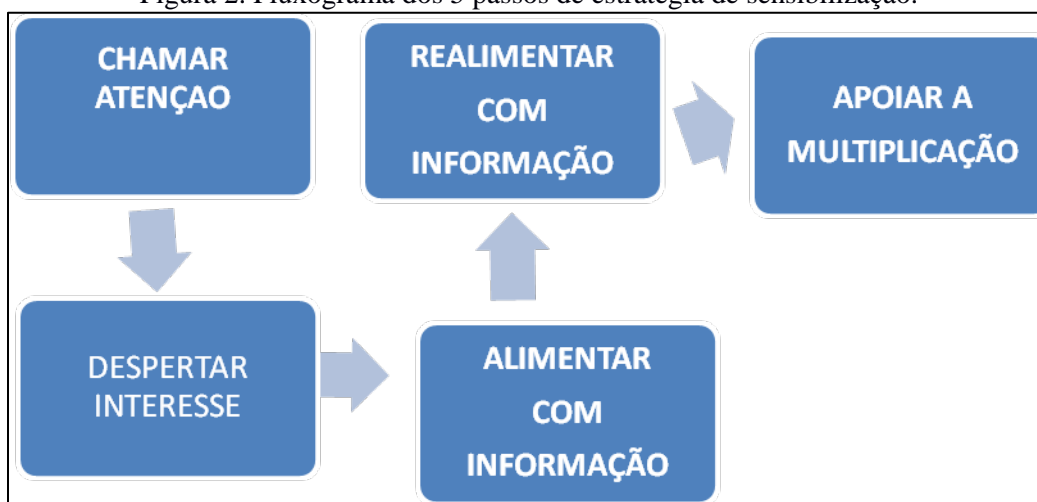 Figura 2. Fluxograma dos 5 passos de estratégia de sensibilização.
CHAMAR
ATENÇAO
DESPERTAR
INTERESSE
ALIMENTAR
COM
INFORMAÇÃO
REALIMENTAR
COM
INFORMAÇÃO
APOIAR A
MULTIPLICAÇÃO